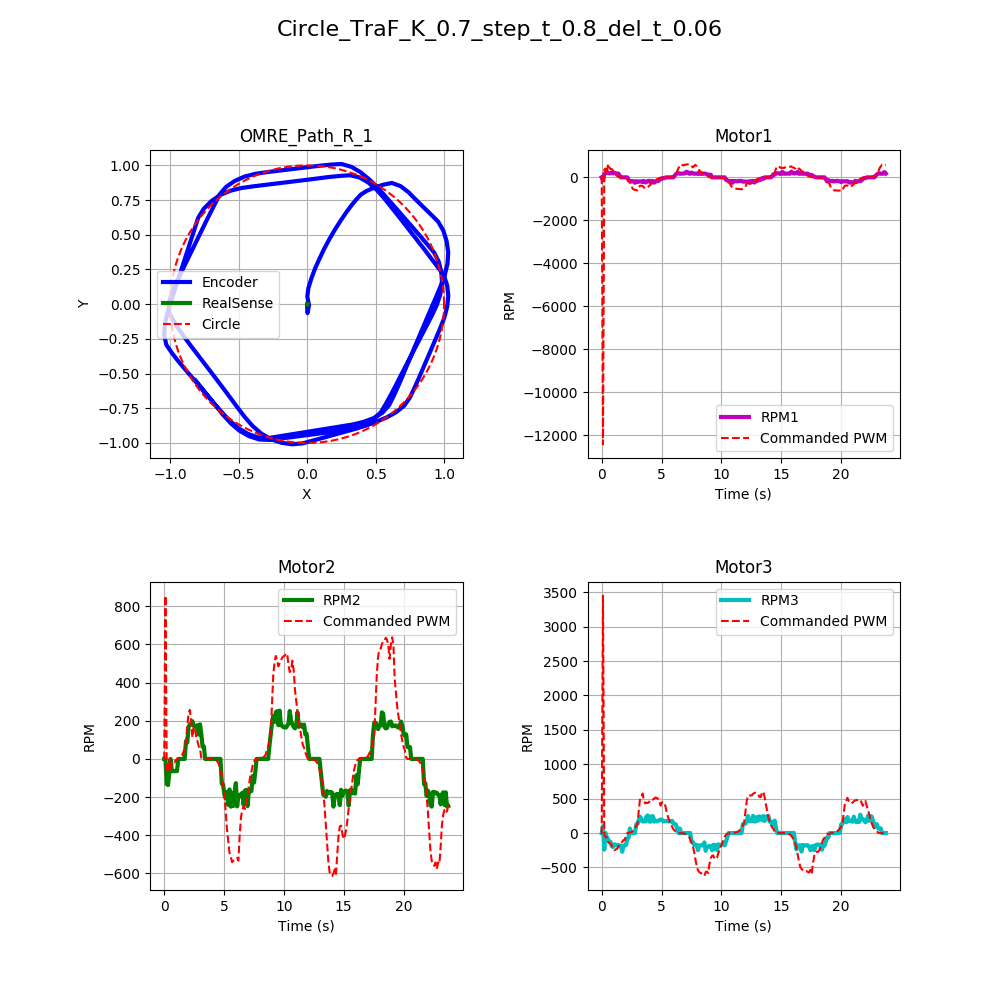 Circle_TraF_K_0.7_step_t_0.8_del_t_0.06
OMRE_Path_R_1
1.00
0.75
0.50
0.25
0.00
−0.25
−0.50
−0.75
−1.00
Y
Encoder
RealSense
Circle
−1.0 −0.5 0.0 0.5 1.0
X
Motor1
0
−2000
−4000
−6000
−8000
−10000
−12000
RPM
RPM1
Commanded PWM
0 5 10 15 20
Time (s)
Motor2
800
600
400
200
0
−200
−400
−600
RPM
RPM2
Commanded PWM
0 5 10 15 20
Time (s)
Motor3
3500
3000
2500
2000
1500
1000
500
0
−500
RPM
RPM3
Commanded PWM
0 5 10 15 20
Time (s)